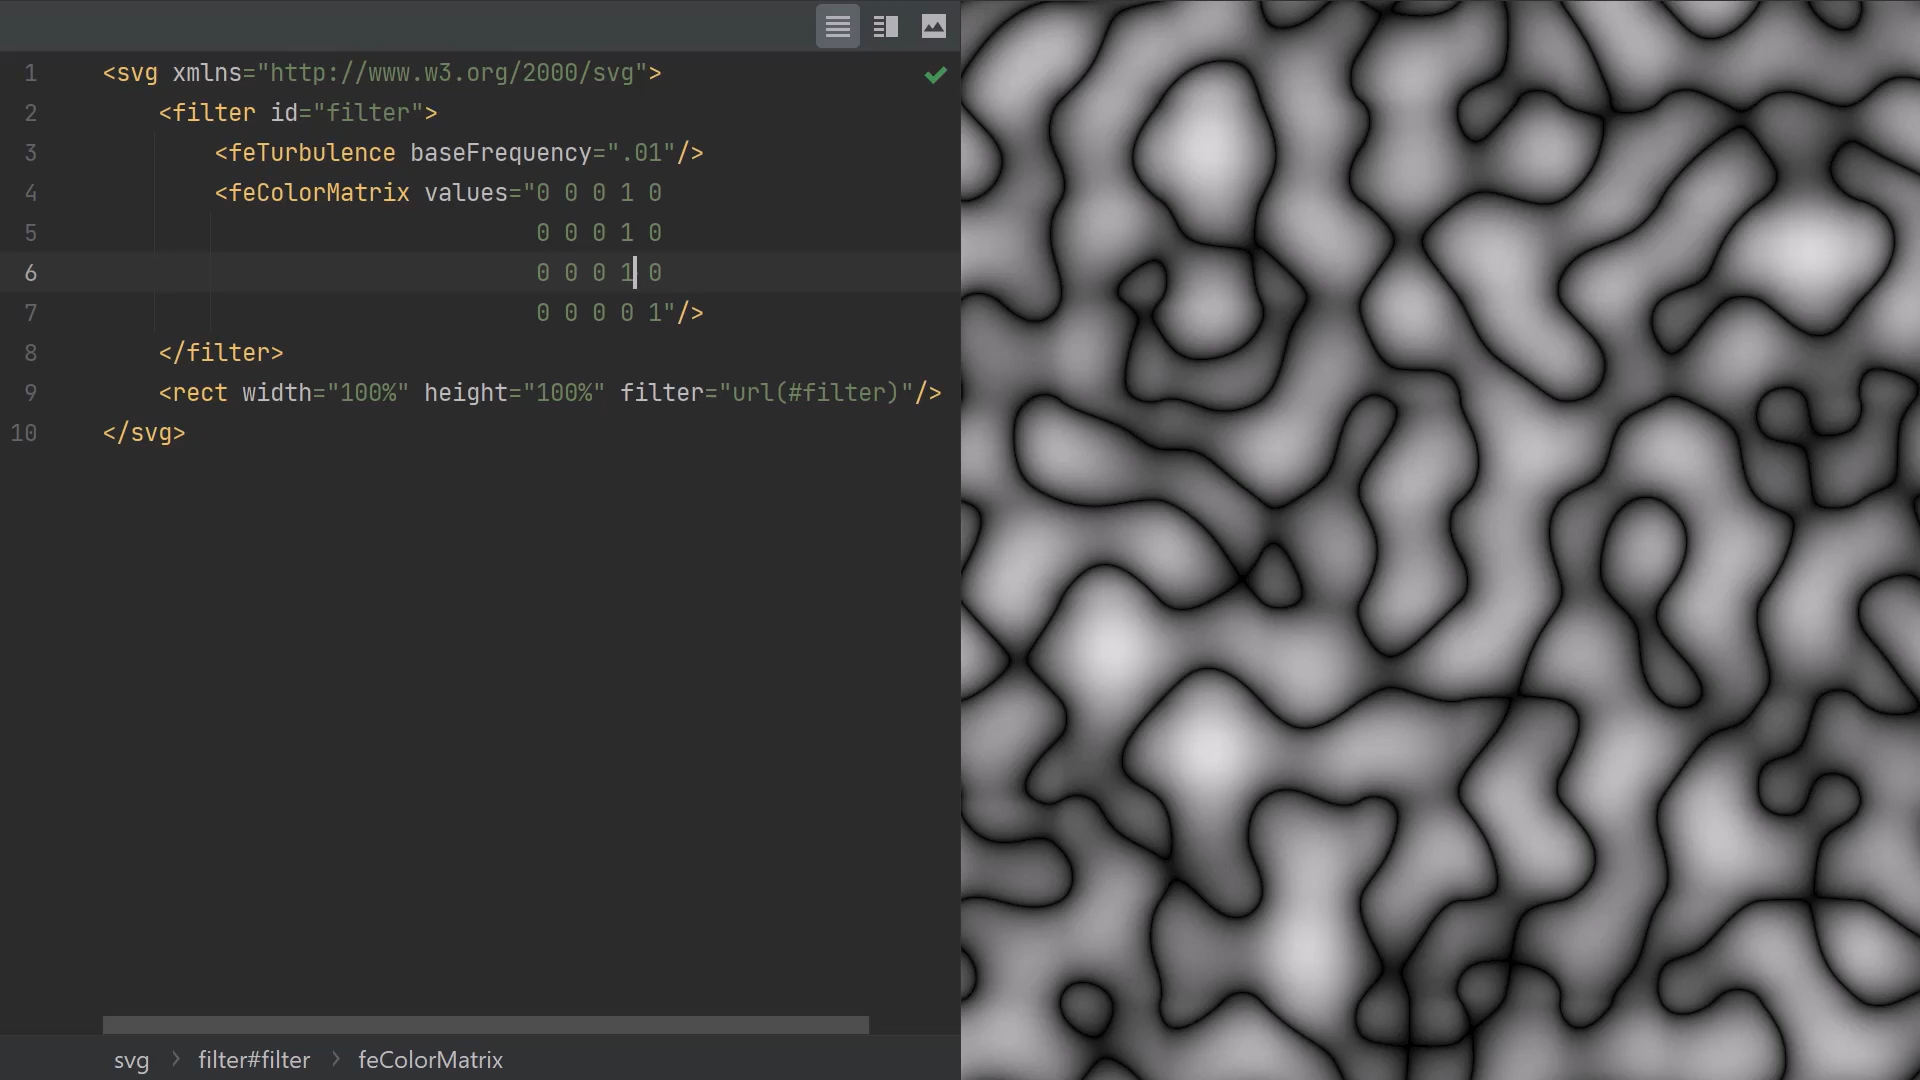 1 <svg xmlns="http://www.w3.org/2000/svg">
2 <filter id="filter">
3 <feTurbulence baseFrequency=".01"/>
4 <feColorMatrix values="0 0 0 1 0
5 0 0 0 1 0
6 0 0 0 1 0
7 0 0 0 0 1"/>
8 </filter>
9 <rect width="100%" height="100%" filter="url(#filter)"/>
10 </svg>
svg › filter#filter › feColorMatrix